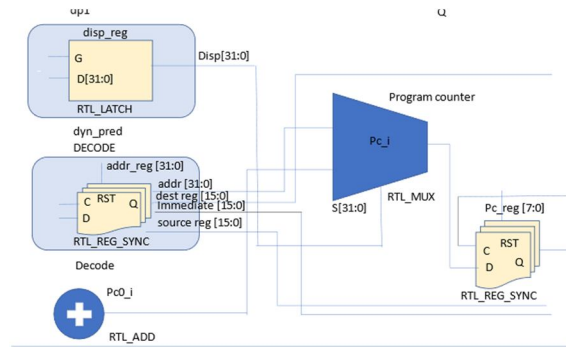 up1
Q
disp_reg
G
D[31:0]
Disp[31:0]
RTL_LATCH
Program counter
Pc_i
RTL_MUX
S[31:0]
dyn_pred
DECODE
addr_reg [31:0]
addr [31:0]
dest reg [15:0]
Immediate [15:0]
source reg [15:0]
C
RST
Q
D
RTL_REG_SYNC
Pc_reg [7:0]
RST
C
Q
D
RTL_REG_SYNC
Decode
Pc0_i
RTL_ADD